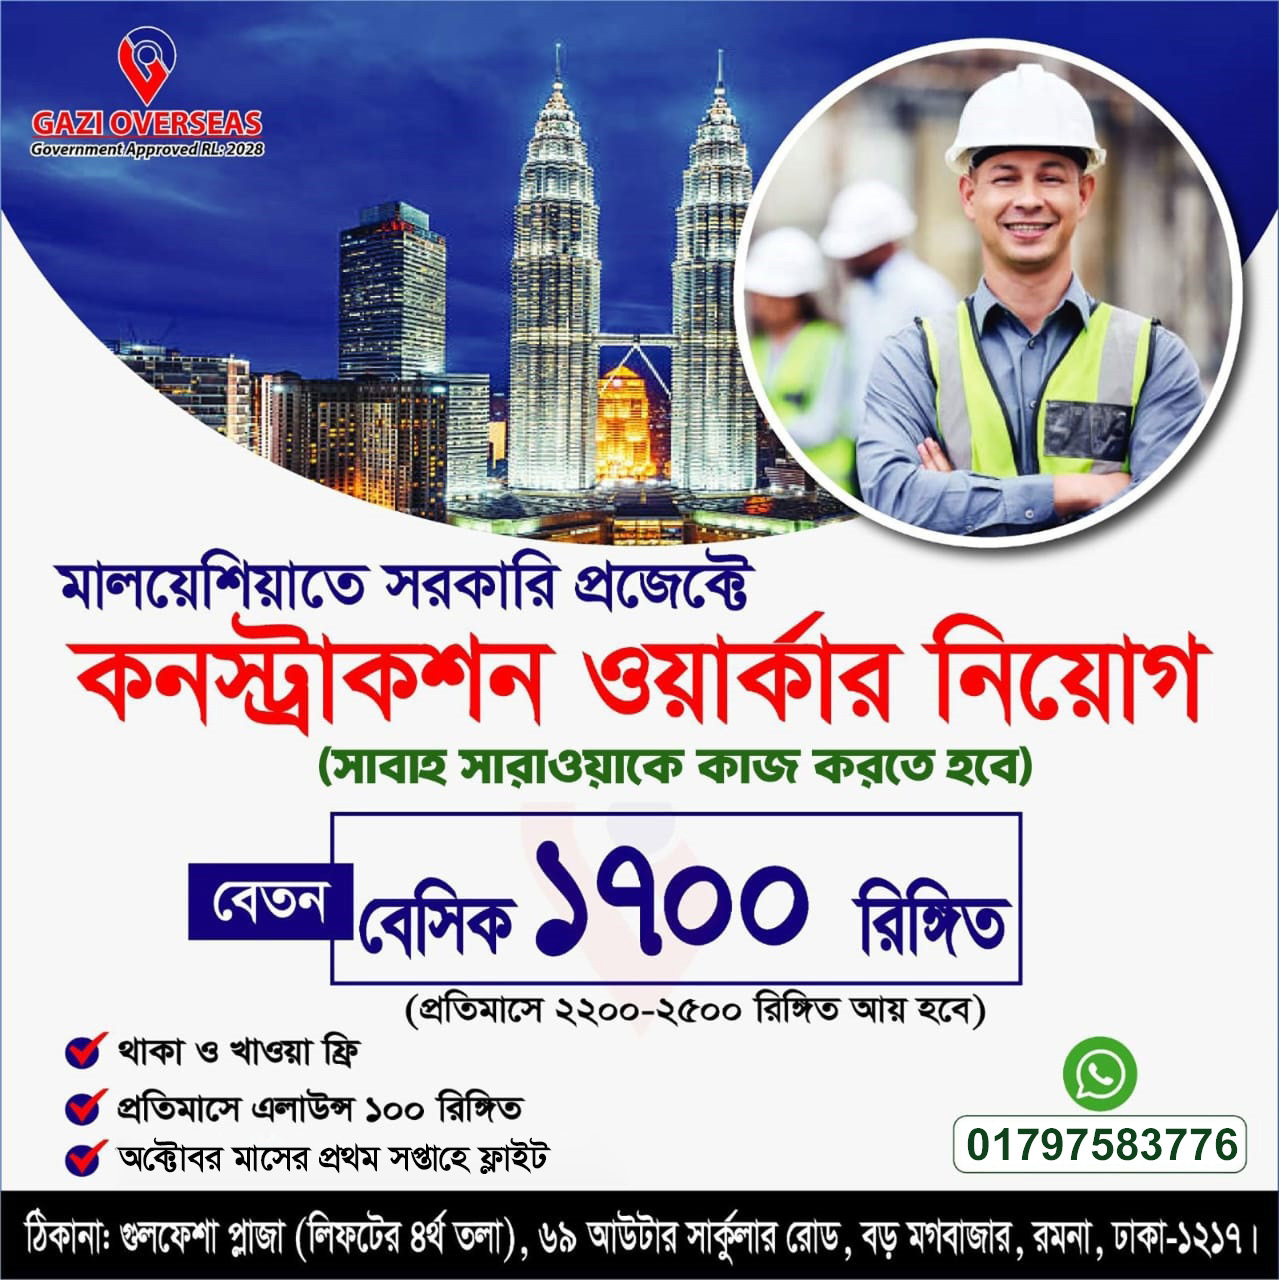 GAZI OVERSEAS
Government Approved RL: 2028
মালয়েশিয়াতে সরকারি প্রজেক্টে
কনস্ট্রাকশন ওয়ার্কার নিয়োগ
(সাবাহ সারাওয়াকে কাজ করতে হবে)
বেতন
বেসিক ১৭০০ রিঙ্গিত
(প্রতিমাসে ২২০০-২৫০০ রিঙ্গিত আয় হবে)
থাকা ও খাওয়া ফ্রি
প্রতিমাসে এলাউন্স ১০০ রিঙ্গিত
অক্টোবর মাসের প্রথম সপ্তাহে ফ্লাইট
01797583776
ঠিকানা: গুলফেশা প্লাজা (লিফটের ৪র্থ তলা), ৬৯ আউটার সার্কুলার রোড, বড় মগবাজার, রমনা, ঢাকা-১২১৭।